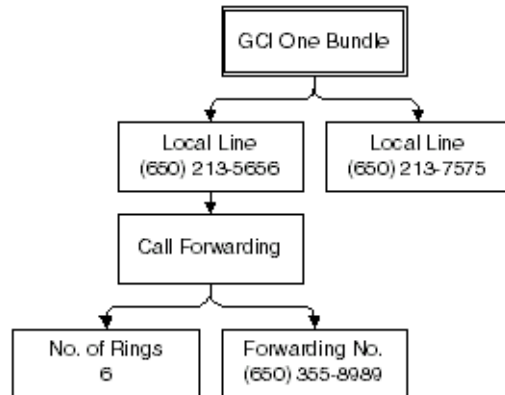 GCI One Bundle
Local Line
(650) 213-5656
Local Line
(650) 213-7575
Call Forwarding
No. of Rings
6
Forwarding No.
(650) 355-8989